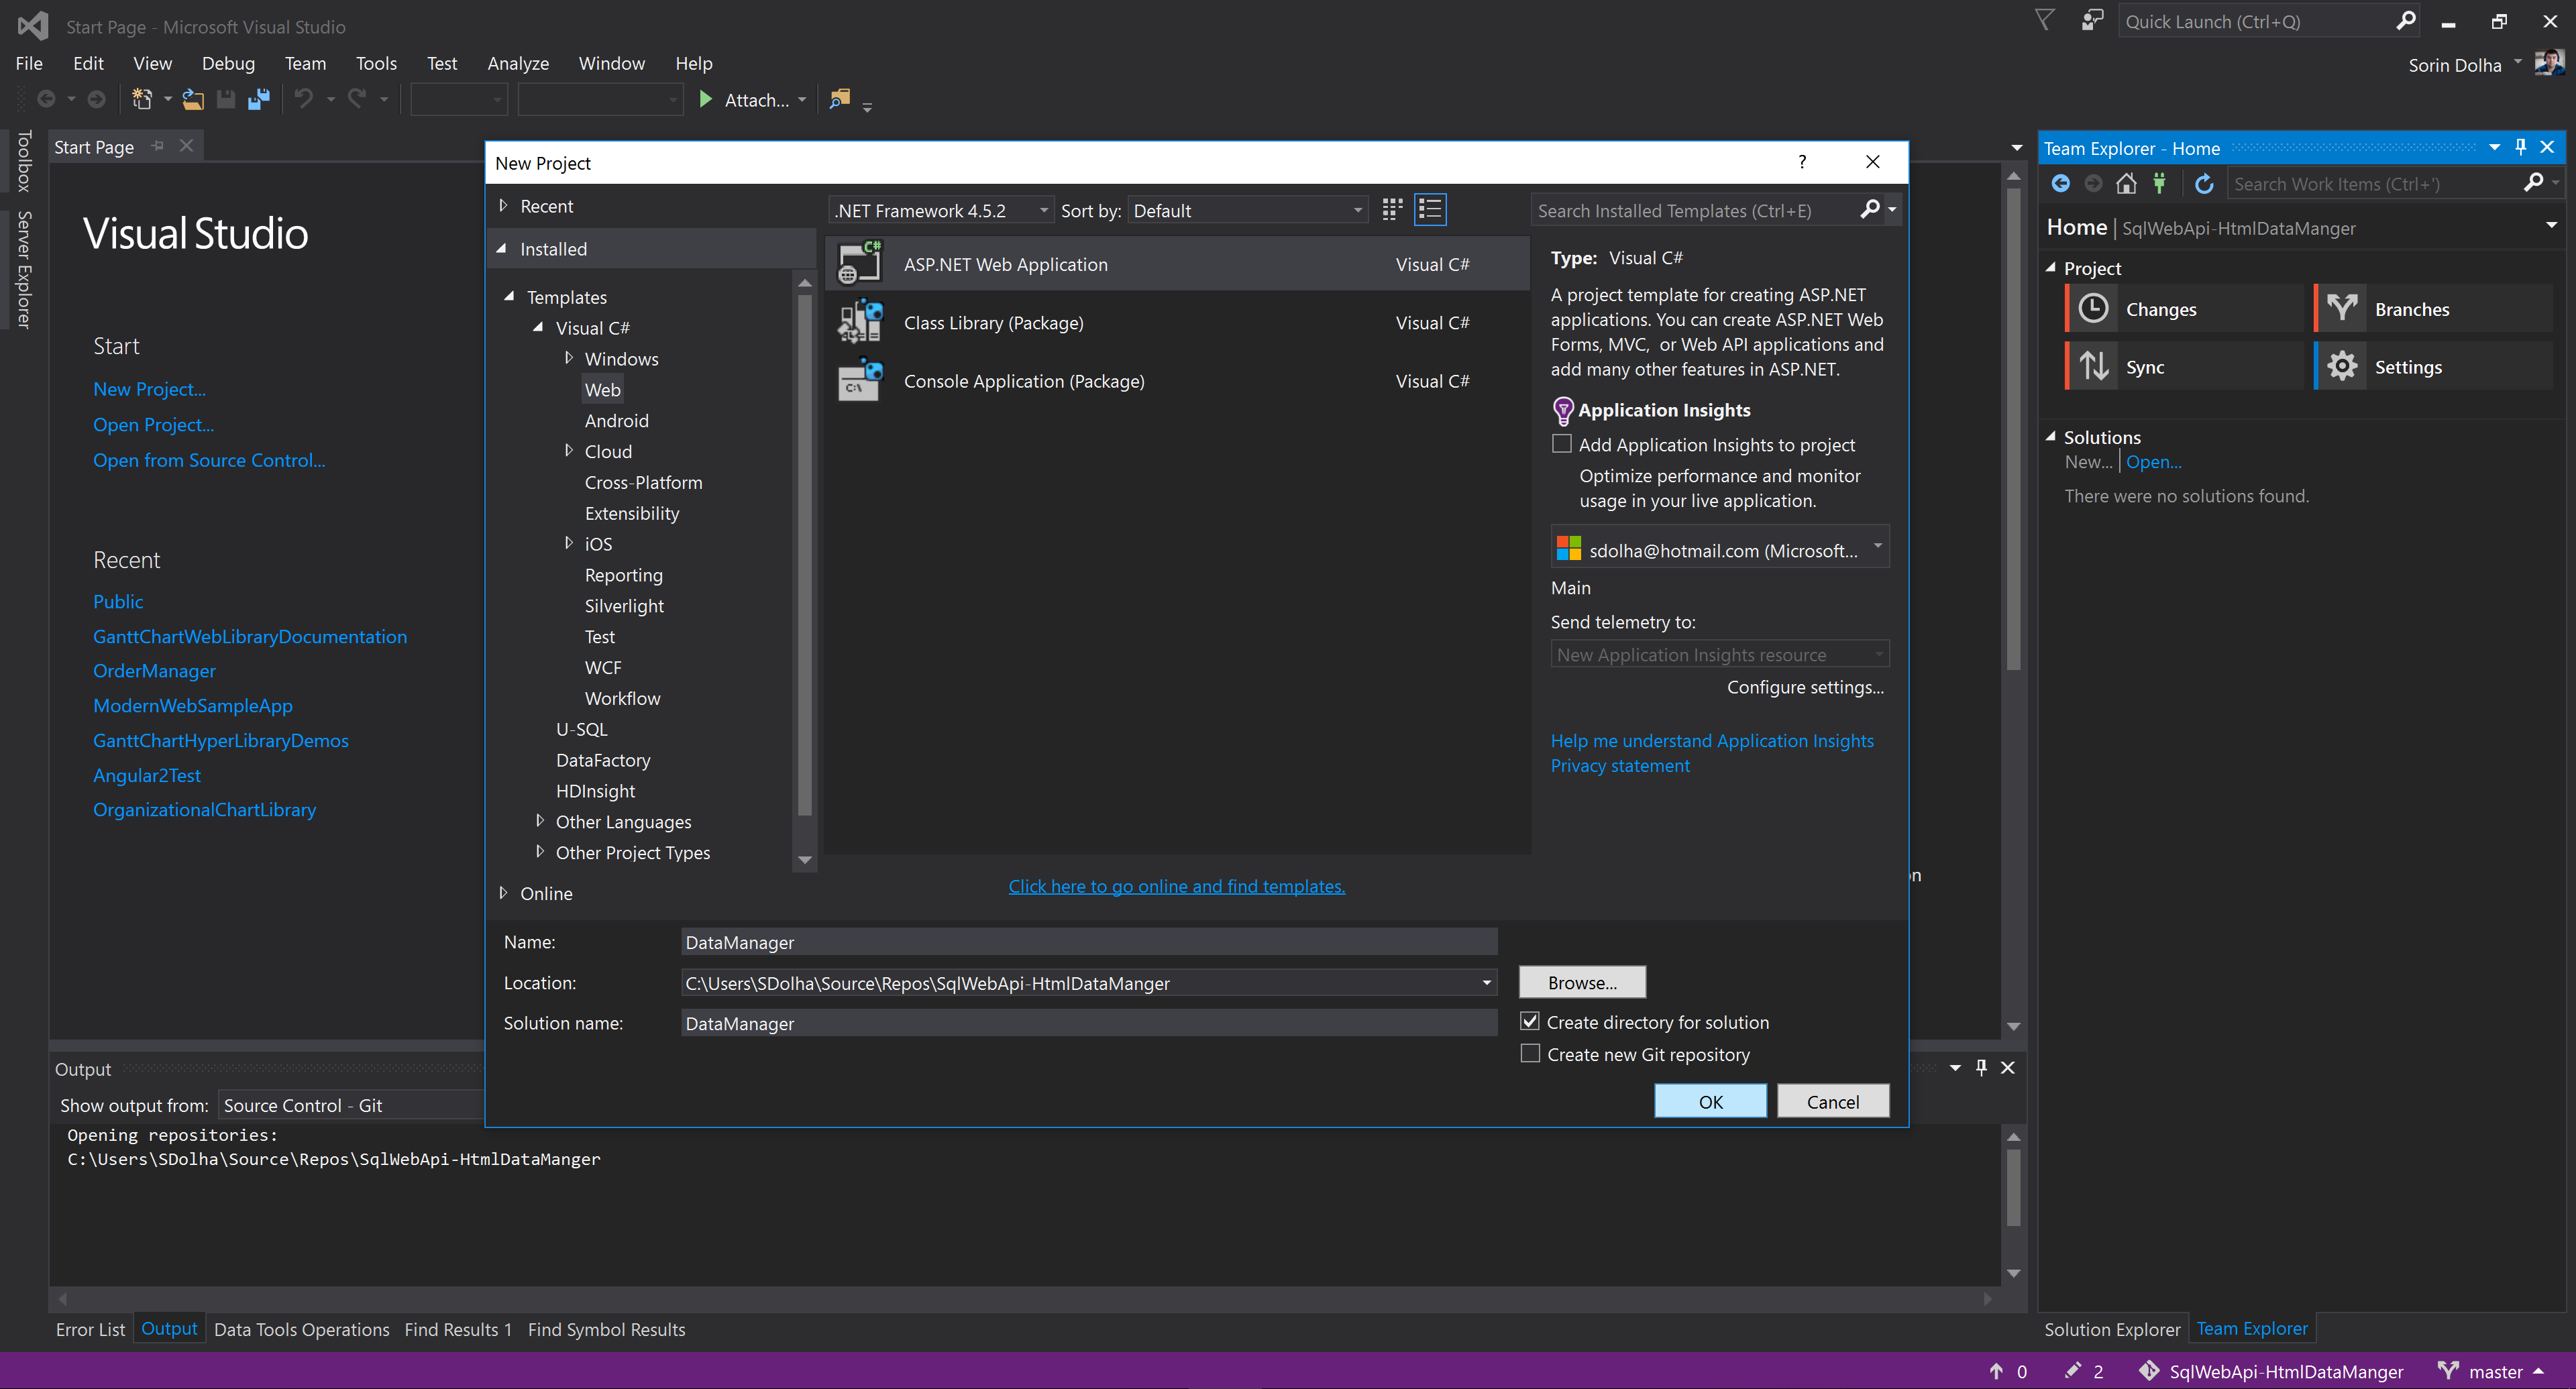 Start Page - Microsoft Visual Studio
Quick Launch (Ctrl+Q)
File Edit View Debug Team Tools Test Analyze Window Help
Sorin Dolha
Attach...
Toolbox
Server Explorer
Start Page
Visual Studio
Start
New Project...
Open Project...
Open from Source Control...
Recent
Public
GanttChartWebLibraryDocumentation
OrderManager
ModernWebSampleApp
GanttChartHyperLibraryDemos
Angular2Test
OrganizationalChartLibrary
New Project
?
Recent
Installed
Templates
Visual C#
Windows
Web
Android
Cloud
Cross-Platform
Extensibility
iOS
Reporting
Silverlight
Test
WCF
Workflow
U-SQL
DataFactory
HDInsight
Other Languages
Other Project Types
Online
.NET Framework 4.5.2 Sort by: Default
Search Installed Templates (Ctrl+E)
C# ASP.NET Web Application Visual C#
Class Library (Package) Visual C#
C:\ Console Application (Package) Visual C#
Click here to go online and find templates.
Type: Visual C#
A project template for creating ASP.NET
applications. You can create ASP.NET Web
Forms, MVC, or Web API applications and
add many other features in ASP.NET.
Application Insights
Add Application Insights to project
Optimize performance and monitor
usage in your live application.
sdolha@hotmail.com (Microsoft...
Main
Send telemetry to:
New Application Insights resource
Configure settings...
Help me understand Application Insights
Privacy statement
Name: DataManager
Location: C:\Users\SDolha\Source\Repos\SqlWebApi-HtmlDataManger
Browse...
Solution name: DataManager
Create directory for solution
Create new Git repository
OK Cancel
on
Team Explorer - Home
Search Work Items (Ctrl+')
Home | SqlWebApi-HtmlDataManger
Project
Changes Branches
Sync Settings
Solutions
New... | Open...
There were no solutions found.
Output
Show output from: Source Control - Git
Opening repositories:
C:\Users\SDolha\Source\Repos\SqlWebApi-HtmlDataManger
Error List Output Data Tools Operations Find Results 1 Find Symbol Results
Solution Explorer Team Explorer
0 2 SqlWebApi-HtmlDataManger master